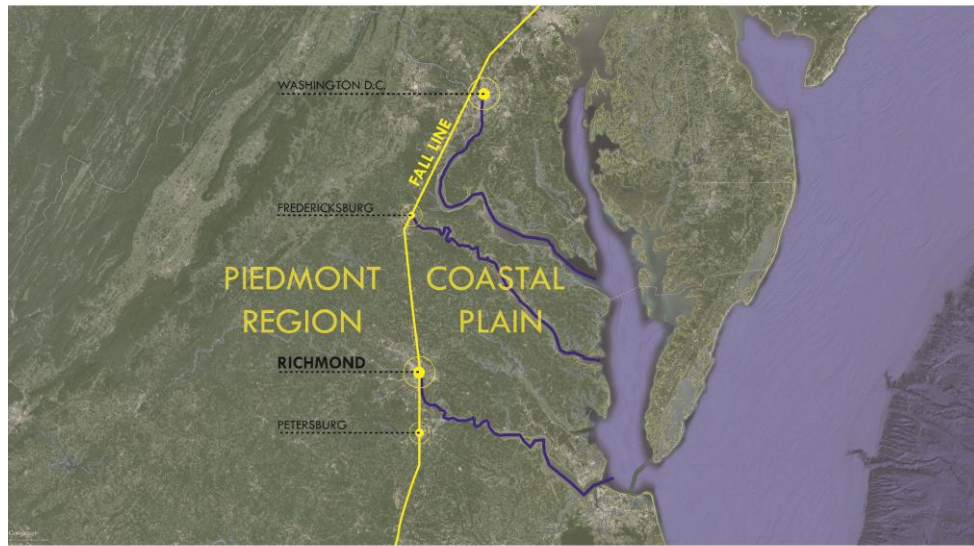 WASHINGTON D.C.
FALL LINE
FREDERICKSBURG
PIEDMONT
REGION
COASTAL
PLAIN
RICHMOND
PETERSBURG